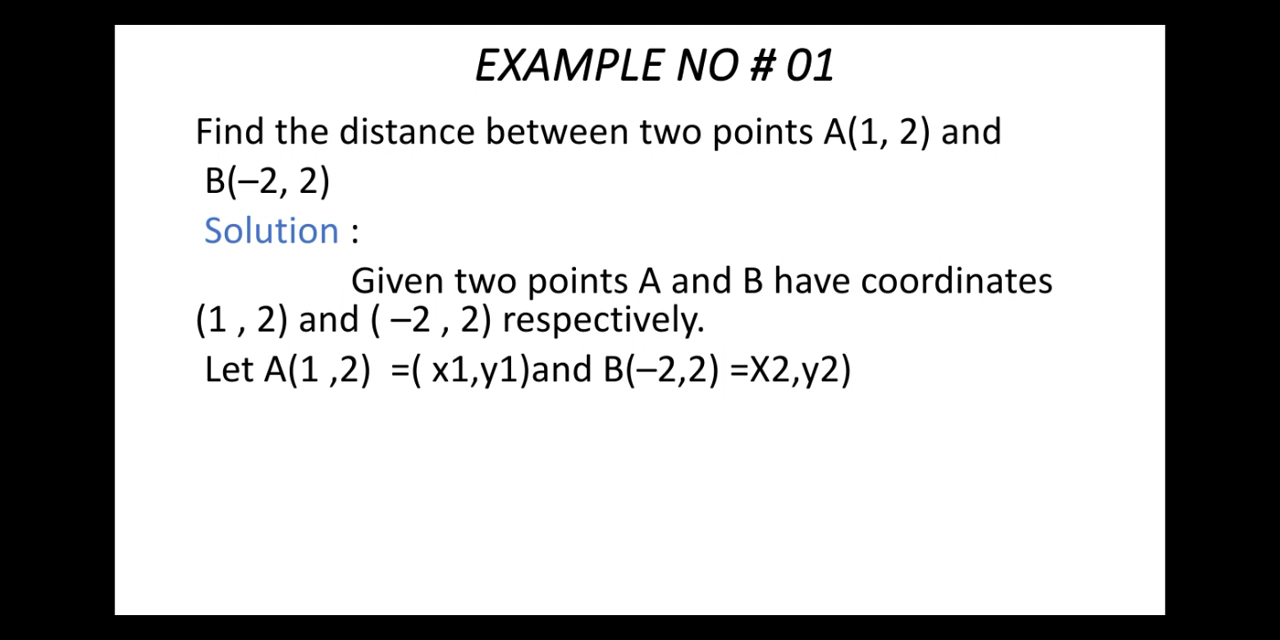 EXAMPLE NO # 01
Find the distance between two points A(1, 2) and
B(–2, 2)
Solution :
Given two points A and B have coordinates
(1 , 2) and ( –2 , 2) respectively.
Let A(1 ,2)  =( x1,y1)and B(–2,2) =X2,y2)